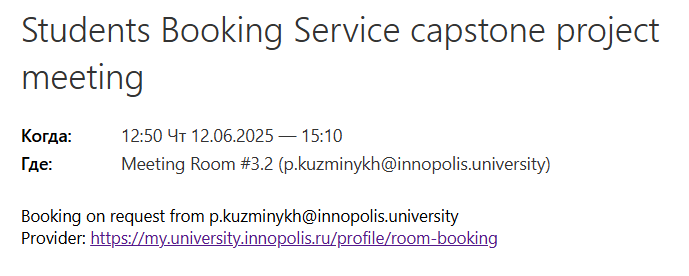 Students Booking Service capstone project
meeting
Когда: 12:50 Чт 12.06.2025 — 15:10
Где: Meeting Room #3.2 (p.kuzminykh@innopolis.university)
Booking on request from p.kuzminykh@innopolis.university
Provider: https://my.university.innopolis.ru/profile/room-booking